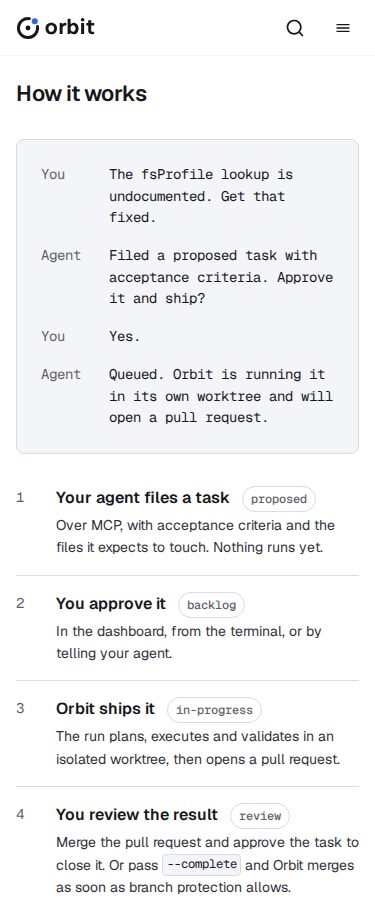 orbit
How it works
You The fsProfile lookup is
undocumented. Get that
fixed.
Agent Filed a proposed task with
acceptance criteria. Approve
it and ship?
You Yes.
Agent Queued. Orbit is running it
in its own worktree and will
open a pull request.
1 Your agent files a task proposed
Over MCP, with acceptance criteria and the
files it expects to touch. Nothing runs yet.
2 You approve it backlog
In the dashboard, from the terminal, or by
telling your agent.
3 Orbit ships it in-progress
The run plans, executes and validates in an
isolated worktree, then opens a pull request.
4 You review the result review
Merge the pull request and approve the task to
close it. Or pass --complete and Orbit merges
as soon as branch protection allows.